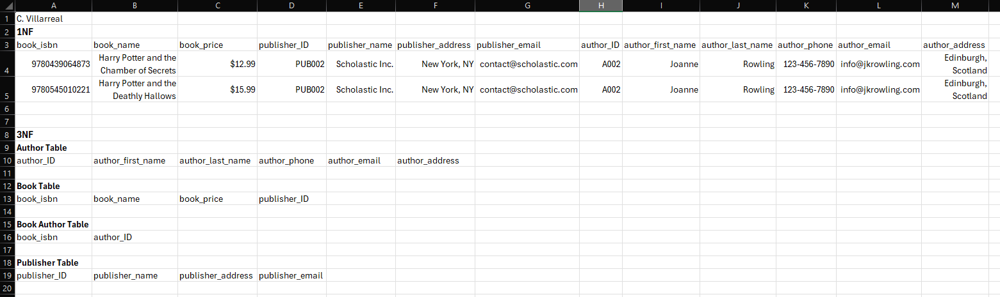 A B C D E F G H I J K L M
1 C. Villarreal
2 1NF
3 book_isbn book_name book_price publisher_ID publisher_name publisher_address publisher_email author_ID author_first_name author_last_name author_phone author_email author_address
4 9780439064873 Harry Potter and the Chamber of Secrets $12.99 PUB002 Scholastic Inc. New York, NY contact@scholastic.com A002 Joanne Rowling 123-456-7890 info@jkrowling.com Edinburgh, Scotland
5 9780545010221 Harry Potter and the Deathly Hallows $15.99 PUB002 Scholastic Inc. New York, NY contact@scholastic.com A002 Joanne Rowling 123-456-7890 info@jkrowling.com Edinburgh, Scotland
6
7
8 3NF
9 Author Table
10 author_ID author_first_name author_last_name author_phone author_email author_address
11
12 Book Table
13 book_isbn book_name book_price publisher_ID
14
15 Book Author Table
16 book_isbn author_ID
17
18 Publisher Table
19 publisher_ID publisher_name publisher_address publisher_email
20